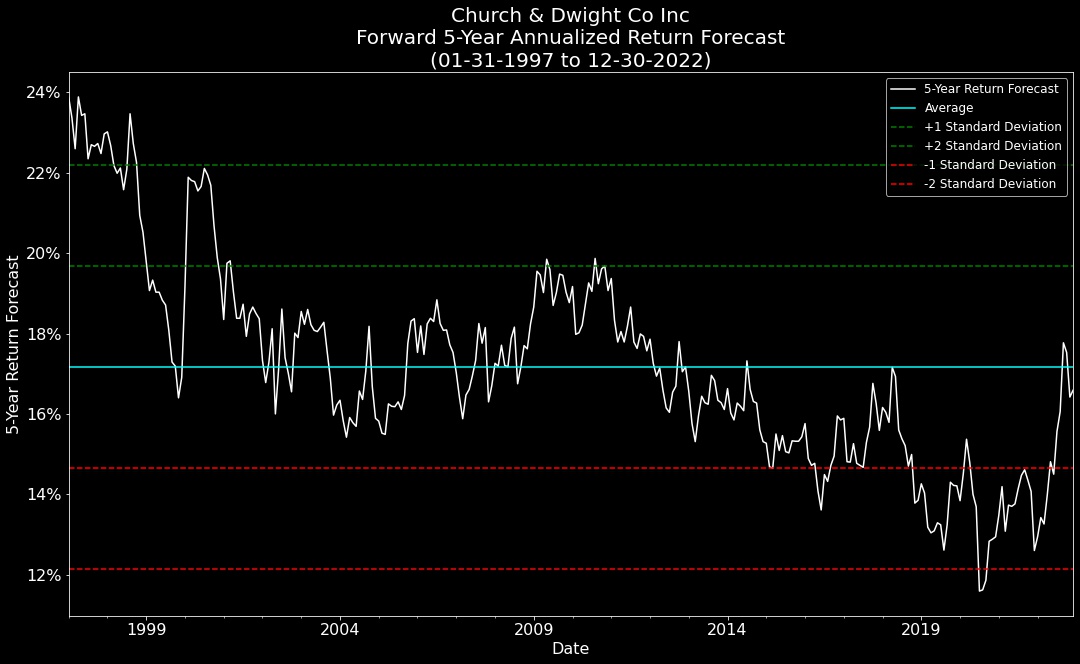 Church & Dwight Co Inc
Forward 5-Year Annualized Return Forecast
(01-31-1997 to 12-30-2022)
24%
22%
20%
18%
16%
14%
12%
5-Year Return Forecast
5-Year Return Forecast
Average
+1 Standard Deviation
+2 Standard Deviation
-1 Standard Deviation
-2 Standard Deviation
1999
2004
2009
2014
2019
Date